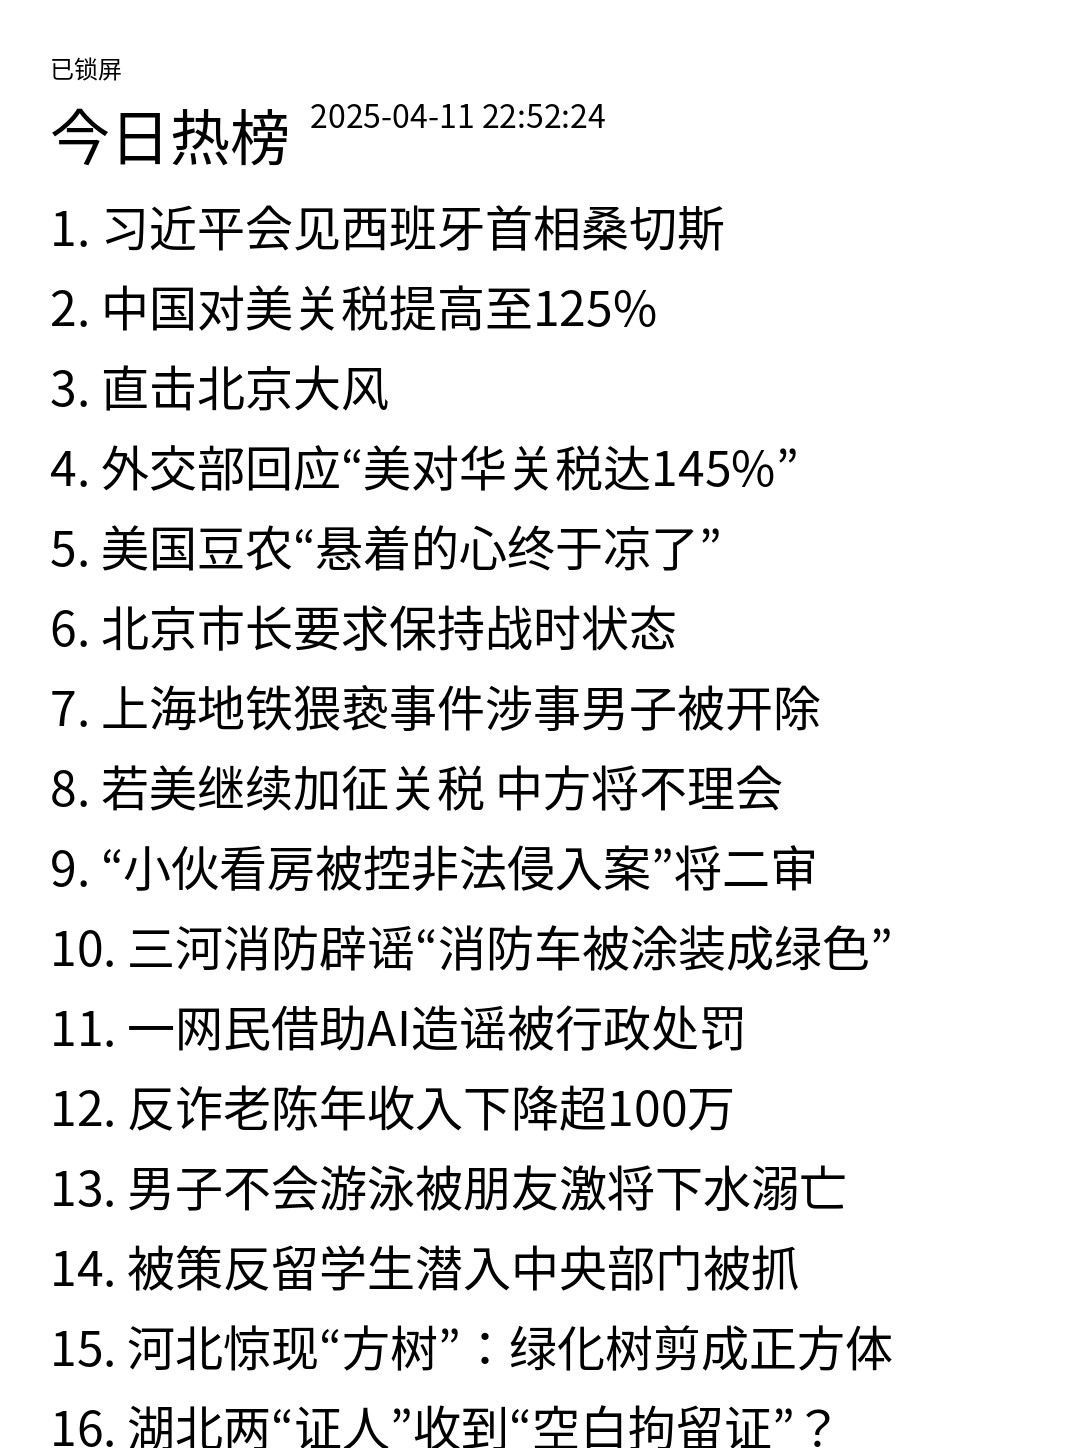 已锁屏
今日热榜 2025-04-11 22:52:24
1. 习近平会见西班牙首相桑切斯
2. 中国对美关税提高至125%
3. 直击北京大风
4. 外交部回应“美对华关税达145%”
5. 美国豆农“悬着的心终于凉了”
6. 北京市长要求保持战时状态
7. 上海地铁猥亵事件涉事男子被开除
8. 若美继续加征关税 中方将不理会
9. “小伙看房被控非法侵入案”将二审
10. 三河消防辟谣“消防车被涂装成绿色”
11. 一网民借助AI造谣被行政处罚
12. 反诈老陈年收入下降超100万
13. 男子不会游泳被朋友激将下水溺亡
14. 被策反留学生潜入中央部门被抓
15. 河北惊现“方树”：绿化树剪成正方体
16. 湖北两“证人”收到“空白拘留证”？